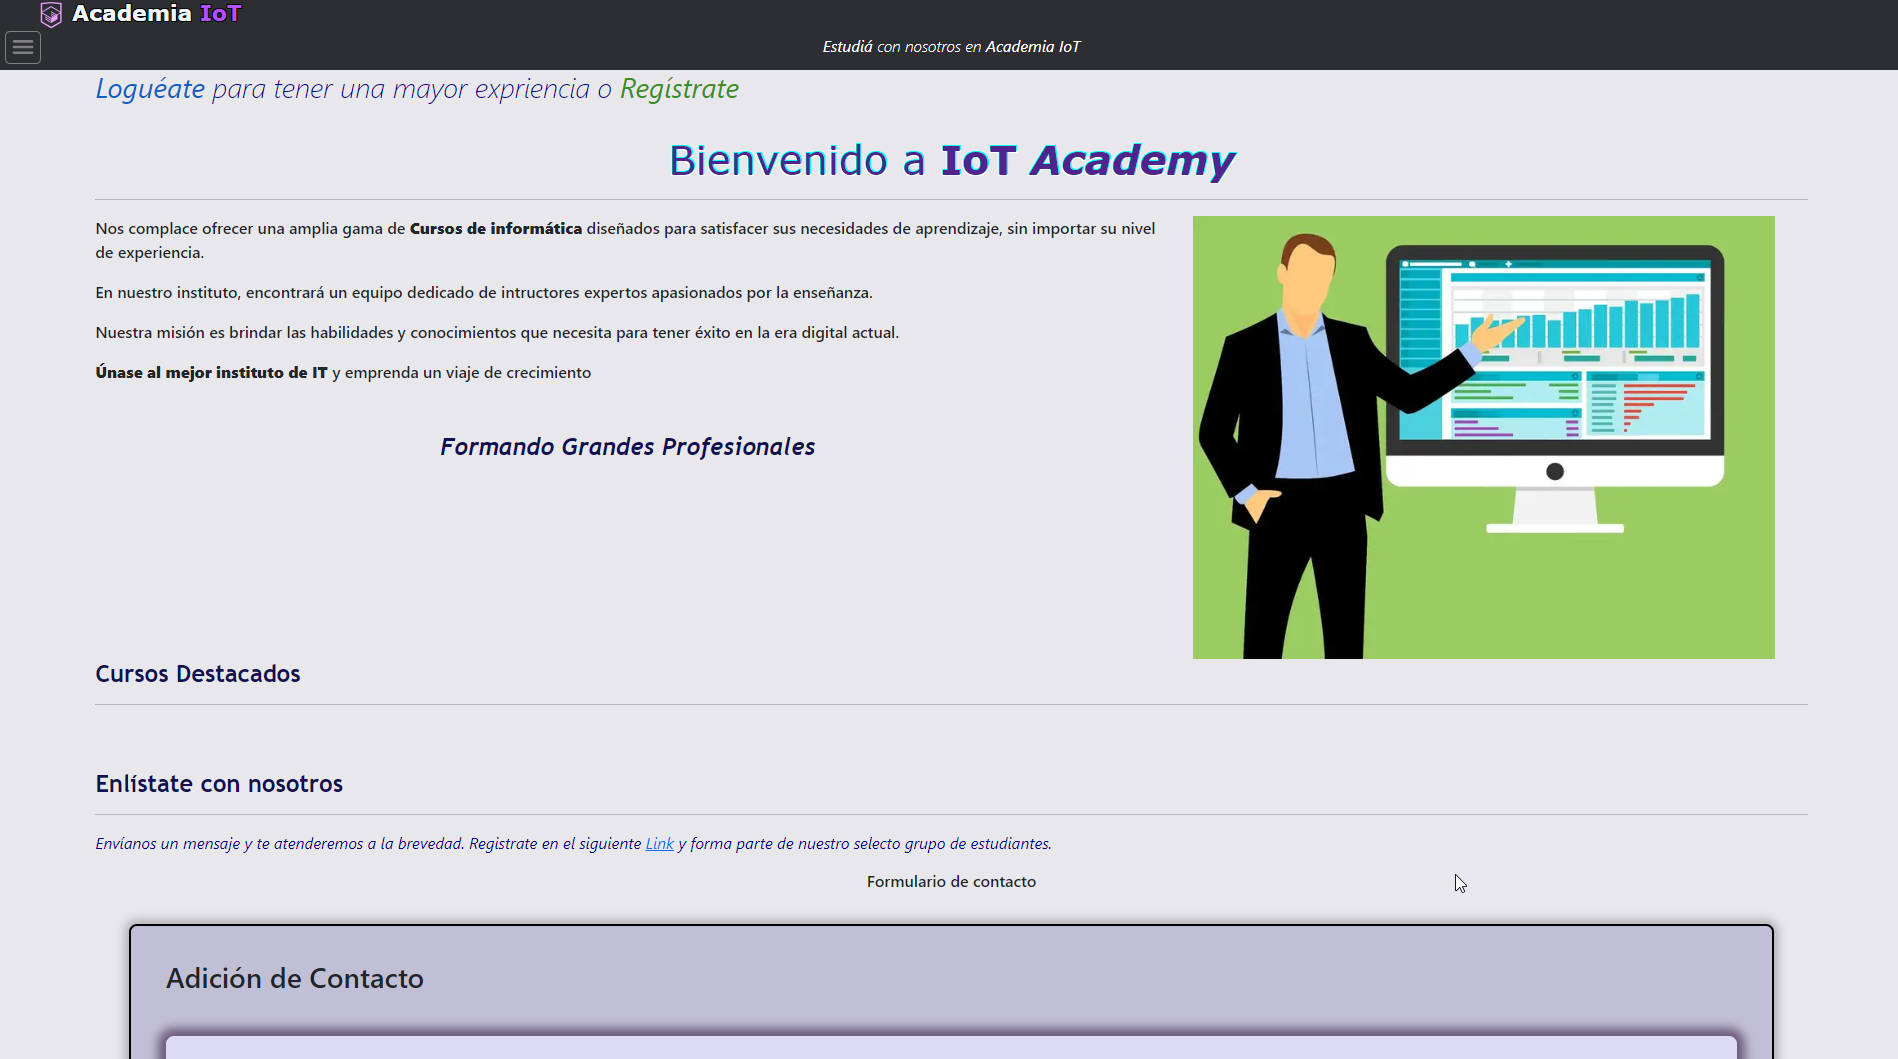 Academia IoT
Estudiá con nosotros en Academia IoT
Loguéate para tener una mayor expriencia o Regístrate
Bienvenido a IoT Academy
Nos complace ofrecer una amplia gama de Cursos de informática diseñados para satisfacer sus necesidades de aprendizaje, sin importar su nivel
de experiencia.
En nuestro instituto, encontrará un equipo dedicado de intructores expertos apasionados por la enseñanza.
Nuestra misión es brindar las habilidades y conocimientos que necesita para tener éxito en la era digital actual.
Únase al mejor instituto de IT y emprenda un viaje de crecimiento
Formando Grandes Profesionales
Cursos Destacados
Enlístate con nosotros
Envíanos un mensaje y te atenderemos a la brevedad. Registrate en el siguiente Link y forma parte de nuestro selecto grupo de estudiantes.
Formulario de contacto
Adición de Contacto